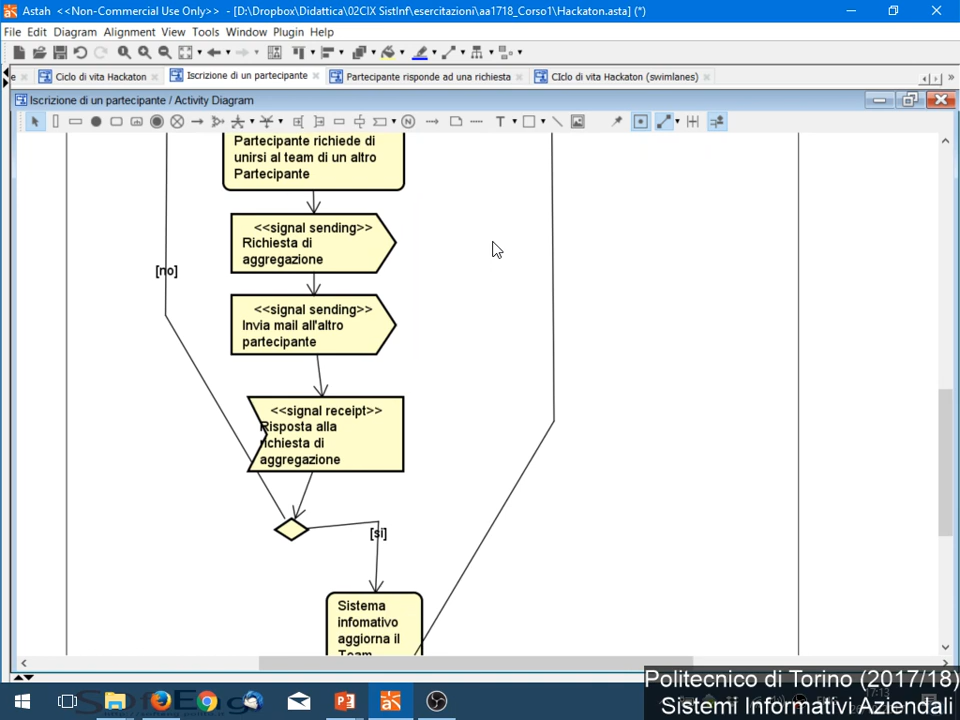 Astah <<Non-Commercial Use Only>> - [D:\Dropbox\Didattica\02CIX SistInf\esercitazioni\aa1718_Corso1\Hackaton.asta] (*)
File Edit Diagram Alignment View Tools Window Plugin Help
e Ciclo di vita Hackaton Iscrizione di un partecipante Partecipante risponde ad una richiesta CIclo di vita Hackaton (swimlanes)
Iscrizione di un partecipante / Activity Diagram
Partecipante richiede di
unirsi al team di un altro
Partecipante
<<signal sending>>
Richiesta di
aggregazione
[no]
<<signal sending>>
Invia mail all'altro
partecipante
<<signal receipt>>
Risposta alla
richiesta di
aggregazione
[si]
Sistema
infomativo
aggiorna il
Team
Politecnico di Torino (2017/18)
Sistemi Informativi Aziendali